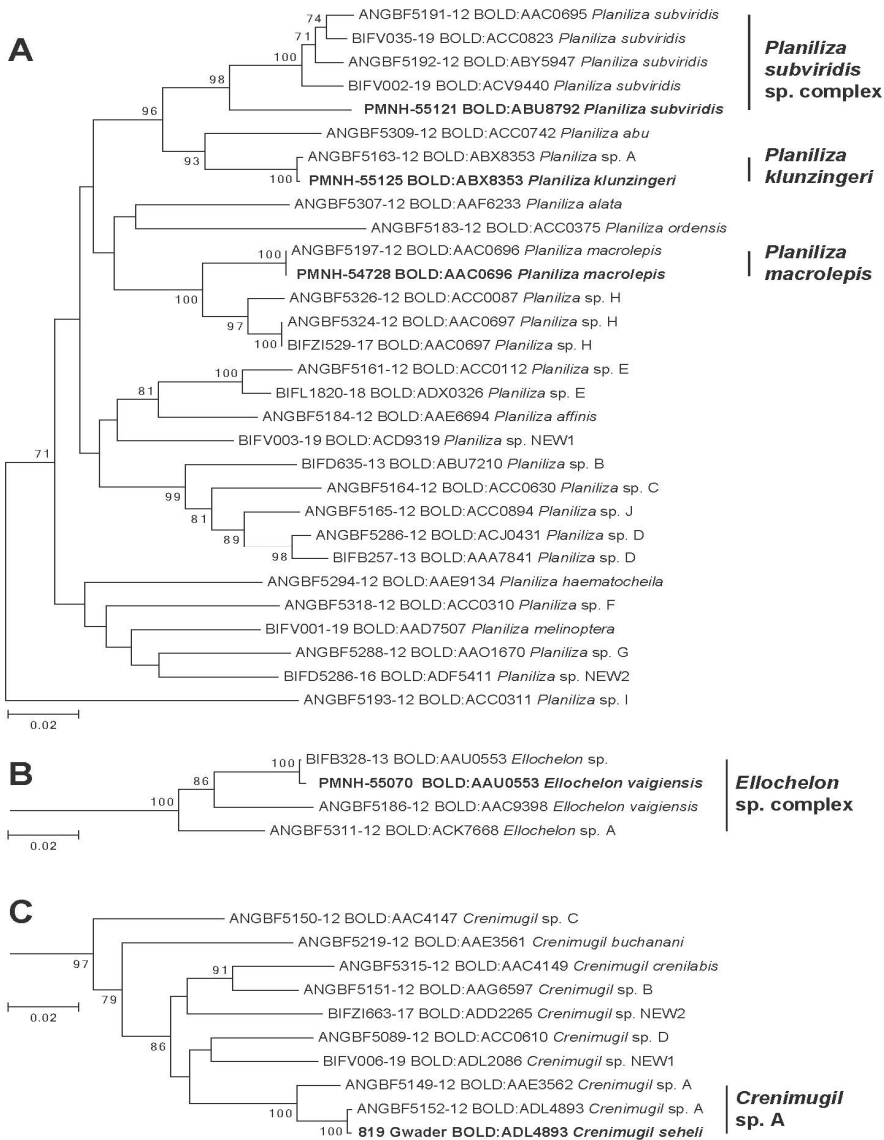 A
ANGBF5191-12 BOLD:AAC0695 Planiliza subviridis
74
BIFV035-19 BOLD:ACC0823 Planiliza subviridis
71
ANGBF5192-12 BOLD:ABY5947 Planiliza subviridis
100
BIFV002-19 BOLD:ACV9440 Planiliza subviridis
98
PMNH-55121 BOLD:ABU8792 Planiliza subviridis
Planiliza
subviridis
sp. complex
96
ANGBF5309-12 BOLD:ACC0742 Planiliza abu
93
ANGBF5163-12 BOLD:ABX8353 Planiliza sp. A
100
PMNH-55125 BOLD:ABX8353 Planiliza klunzingeri
Planiliza
klunzingeri
ANGBF5307-12 BOLD:AAF6233 Planiliza alata
ANGBF5183-12 BOLD:ACC0375 Planiliza ordensis
ANGBF5197-12 BOLD:AAC0696 Planiliza macrolepis
100
PMNH-54728 BOLD:AAC0696 Planiliza macrolepis
Planiliza
macrolepis
100
ANGBF5326-12 BOLD:ACC0087 Planiliza sp. H
97
ANGBF5324-12 BOLD:AAC0697 Planiliza sp. H
100
BIFZI529-17 BOLD:AAC0697 Planiliza sp. H
ANGBF5161-12 BOLD:ACC0112 Planiliza sp. E
100
BIFL1820-18 BOLD:ADX0326 Planiliza sp. E
81
ANGBF5184-12 BOLD:AAE6694 Planiliza affinis
BIFV003-19 BOLD:ACD9319 Planiliza sp. NEW1
71
BIFD635-13 BOLD:ABU7210 Planiliza sp. B
99
ANGBF5164-12 BOLD:ACC0630 Planiliza sp. C
81
ANGBF5165-12 BOLD:ACC0894 Planiliza sp. J
89
ANGBF5286-12 BOLD:ACJ0431 Planiliza sp. D
98
BIFB257-13 BOLD:AAA7841 Planiliza sp. D
ANGBF5294-12 BOLD:AAE9134 Planiliza haematocheila
ANGBF5318-12 BOLD:ACC0310 Planiliza sp. F
BIFV001-19 BOLD:AAD7507 Planiliza melinoptera
ANGBF5288-12 BOLD:AAO1670 Planiliza sp. G
BIFD5286-16 BOLD:ADF5411 Planiliza sp. NEW2
ANGBF5193-12 BOLD:ACC0311 Planiliza sp. I
0.02
B
BIFB328-13 BOLD:AAU0553 Ellochelon sp.
100
PMNH-55070 BOLD:AAU0553 Ellochelon vaigiensis
86
ANGBF5186-12 BOLD:AAC9398 Ellochelon vaigiensis
100
ANGBF5311-12 BOLD:ACK7668 Ellochelon sp. A
Ellochelon
sp. complex
0.02
C
ANGBF5150-12 BOLD:AAC4147 Crenimugil sp. C
97
ANGBF5219-12 BOLD:AAE3561 Crenimugil buchanani
79
ANGBF5315-12 BOLD:AAC4149 Crenimugil crenilabis
91
ANGBF5151-12 BOLD:AAG6597 Crenimugil sp. B
BIFZI663-17 BOLD:ADD2265 Crenimugil sp. NEW2
86
ANGBF5089-12 BOLD:ACC0610 Crenimugil sp. D
BIFV006-19 BOLD:ADL2086 Crenimugil sp. NEW1
ANGBF5149-12 BOLD:AAE3562 Crenimugil sp. A
100
ANGBF5152-12 BOLD:ADL4893 Crenimugil sp. A
100
819 Gwader BOLD:ADL4893 Crenimugil seheli
Crenimugil
sp. A
0.02